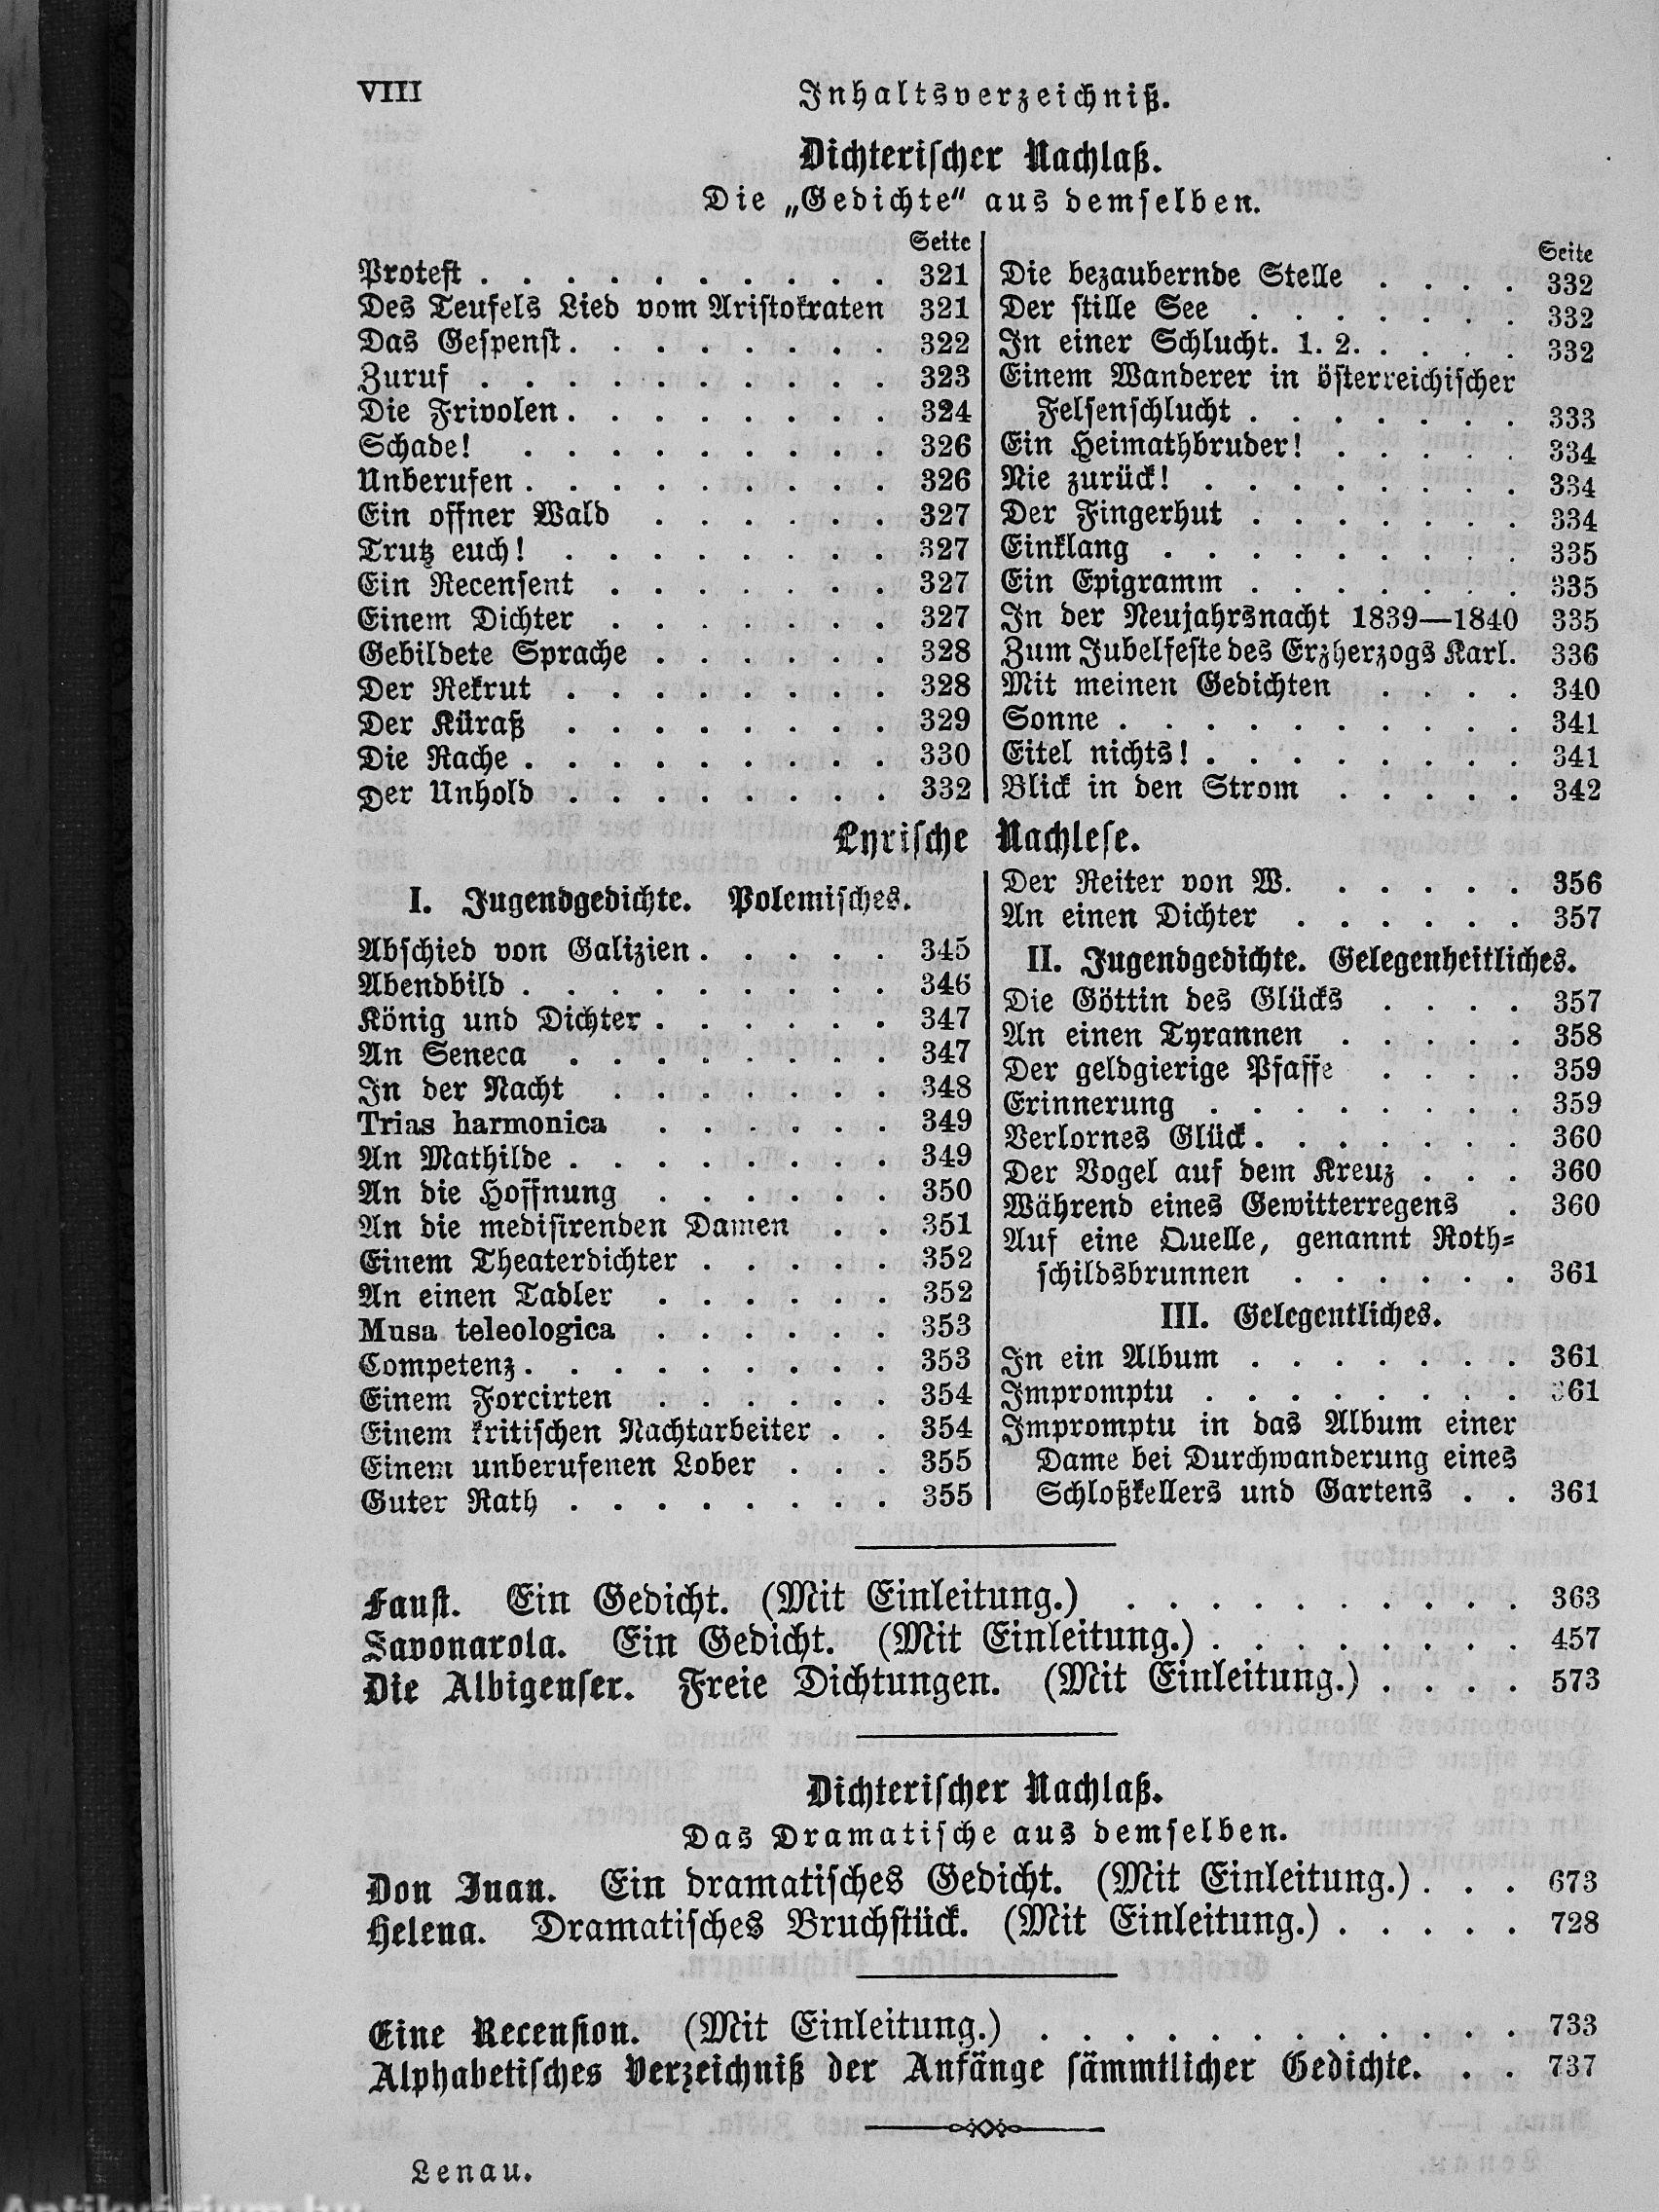 VIII
Inhaltsverzeichniß.
Dichterischer Nachlaß.
Die „Gedichte“ aus demselben.
Seite
Protest . . . . . . . . . . 321
Des Teufels Lied vom Aristokraten 321
Das Gespenst . . . . . . . . 322
Zuruf . . . . . . . . . . 323
Die Frivolen . . . . . . . . 324
Schade! . . . . . . . . . 326
Unberufen . . . . . . . . . 326
Ein offner Wald . . . . . . 327
Trutz euch! . . . . . . . . 327
Ein Recensent . . . . . . . 327
Einem Dichter . . . . . . . 327
Gebildete Sprache . . . . . . 328
Der Rekrut . . . . . . . . 328
Der Küraß . . . . . . . . 329
Die Rache . . . . . . . . . 330
Der Unhold . . . . . . . . 332
Seite
Die bezaubernde Stelle . . . . 332
Der stille See . . . . . . . 332
In einer Schlucht. 1. 2. . . . . 332
Einem Wanderer in österreichischer
Felsenschlucht . . . . . . . 333
Ein Heimathbruder! . . . . . 334
Nie zurück! . . . . . . . . 334
Der Fingerhut . . . . . . . 334
Einklang . . . . . . . . . 335
Ein Epigramm . . . . . . . 335
In der Neujahrsnacht 1839—1840 335
Zum Jubelfeste des Erzherzogs Karl. 336
Mit meinen Gedichten . . . . 340
Sonne . . . . . . . . . . 341
Eitel nichts! . . . . . . . . 341
Blick in den Strom . . . . . 342
Lyrische Nachlese.
I. Jugendgedichte. Polemisches.
Abschied von Galizien . . . . . 345
Abendbild . . . . . . . . . 346
König und Dichter . . . . . . 347
An Seneca . . . . . . . . 347
In der Nacht . . . . . . . 348
Trias harmonica . . . . . . 349
An Mathilde . . . . . . . . 349
An die Hoffnung . . . . . . 350
An die medisirenden Damen . . 351
Einem Theaterdichter . . . . . 352
An einen Tadler . . . . . . 352
Musa teleologica . . . . . . 353
Competenz . . . . . . . . . 353
Einem Forcirten . . . . . . 354
Einem kritischen Nachtarbeiter . . 354
Einem unberufenen Lober . . . 355
Guter Rath . . . . . . . . 355
Der Reiter von W. . . . . . 356
An einen Dichter . . . . . . 357
II. Jugendgedichte. Gelegenheitliches.
Die Göttin des Glücks . . . . 357
An einen Tyrannen . . . . . 358
Der geldgierige Pfaffe . . . . 359
Erinnerung . . . . . . . . 359
Verlornes Glück . . . . . . . 360
Der Vogel auf dem Kreuz . . . 360
Während eines Gewitterregens . 360
Auf eine Quelle, genannt Roth-
schildsbrunnen . . . . . . 361
III. Gelegentliches.
In ein Album . . . . . . . 361
Impromptu . . . . . . . . 361
Impromptu in das Album einer
Dame bei Durchwanderung eines
Schloßkellers und Gartens . . 361
Faust. Ein Gedicht. (Mit Einleitung.) . . . . . . . . . . 363
Savonarola. Ein Gedicht. (Mit Einleitung.) . . . . . . . . 457
Die Albigenser. Freie Dichtungen. (Mit Einleitung.) . . . . 573
Dichterischer Nachlaß.
Das Dramatische aus demselben.
Don Juan. Ein dramatisches Gedicht. (Mit Einleitung.) . . . 673
Helena. Dramatisches Bruchstück. (Mit Einleitung.) . . . . . 728
Eine Recension. (Mit Einleitung.) . . . . . . . . . . . . 733
Alphabetisches Verzeichniß der Anfänge sämmtlicher Gedichte. . . 737
Lenau.